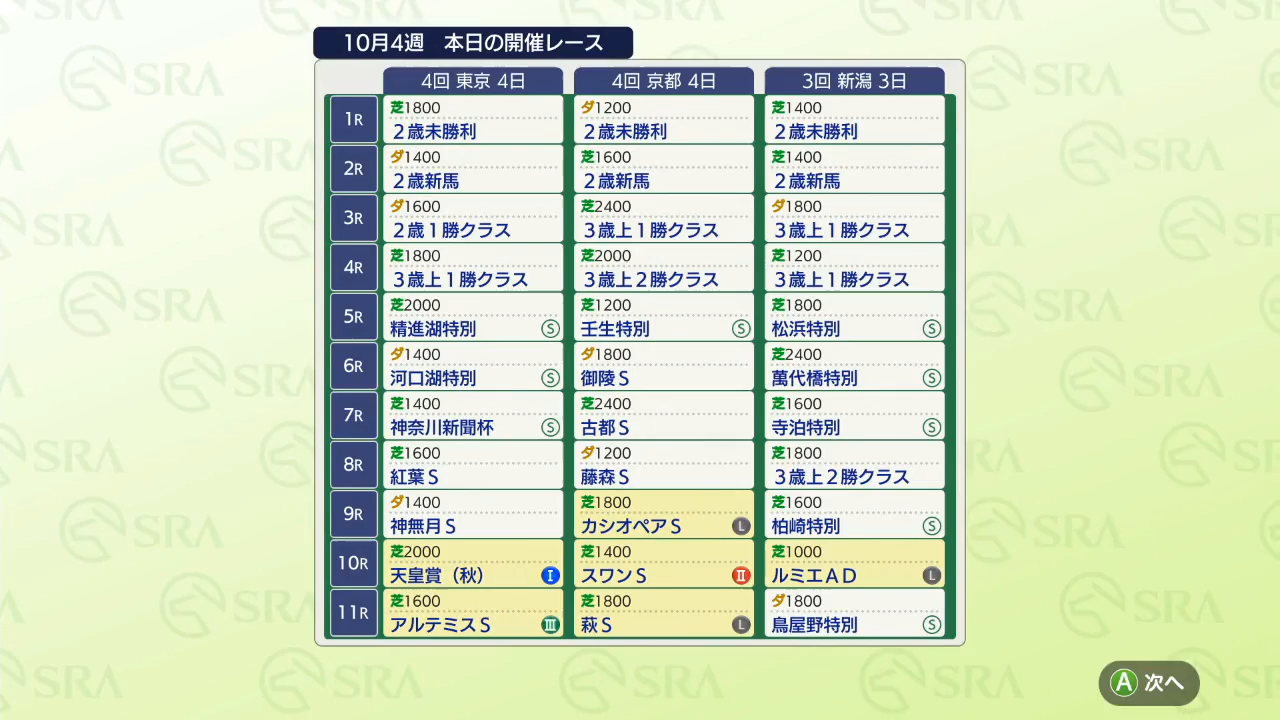 10月4週　本日の開催レース
4回 東京 4日　4回 京都 4日　3回 新潟 3日
1R　芝1800　ダ1200　芝1400
２歳未勝利　２歳未勝利　２歳未勝利
2R　ダ1400　芝1600　芝1400
２歳新馬　２歳新馬　２歳新馬
3R　ダ1600　芝2400　ダ1800
２歳１勝クラス　３歳上１勝クラス　３歳上１勝クラス
4R　芝1800　芝2000　芝1200
３歳上１勝クラス　３歳上２勝クラス　３歳上１勝クラス
5R　芝2000　芝1200　芝1800
精進湖特別 Ⓢ　壬生特別 Ⓢ　松浜特別 Ⓢ
6R　ダ1400　ダ1800　芝2400
河口湖特別 Ⓢ　御陵Ｓ　萬代橋特別 Ⓢ
7R　芝1400　芝2400　芝1600
神奈川新聞杯 Ⓢ　古都Ｓ　寺泊特別 Ⓢ
8R　芝1600　ダ1200　芝1800
紅葉Ｓ　藤森Ｓ　３歳上２勝クラス
9R　ダ1400　芝1800　芝1600
神無月Ｓ　カシオペアＳ L　柏崎特別 Ⓢ
10R　芝2000　芝1400　芝1000
天皇賞（秋） Ⅰ　スワンＳ Ⅱ　ルミエＡＤ L
11R　芝1600　芝1800　ダ1800
アルテミスＳ Ⅲ　萩Ｓ L　鳥屋野特別 Ⓢ
A 次へ
SRA